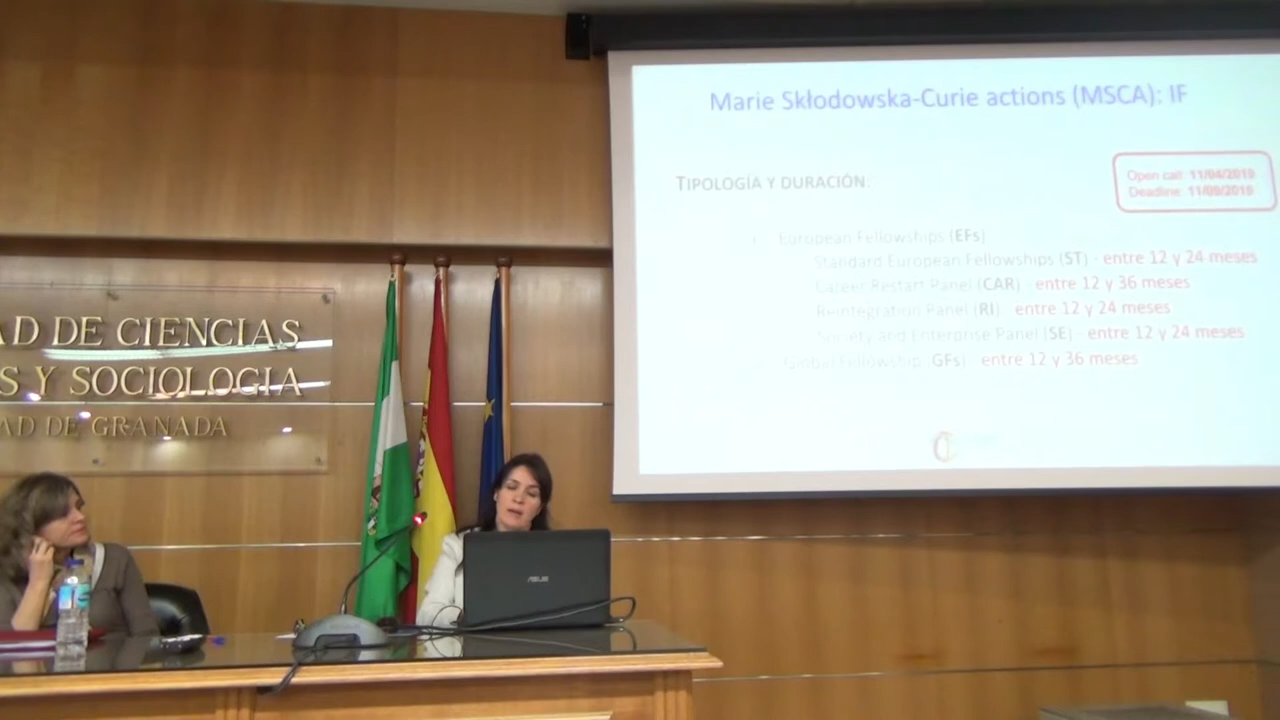 Marie Skłodowska-Curie actions (MSCA): IF
TIPOLOGÍA Y DURACIÓN:
Open call: 11/04/2019
Deadline: 11/09/2019
European Fellowships (EFs)
Standard European Fellowships (ST) - entre 12 y 24 meses
Career Restart Panel (CAR) - entre 12 y 36 meses
Reintegration Panel (RI) - entre 12 y 24 meses
Society and Enterprise Panel (SE) - entre 12 y 24 meses
Global Fellowship (GFs) - entre 12 y 36 meses
AD DE CIENCIAS
S Y SOCIOLOGIA
AD DE GRANADA
ASUS